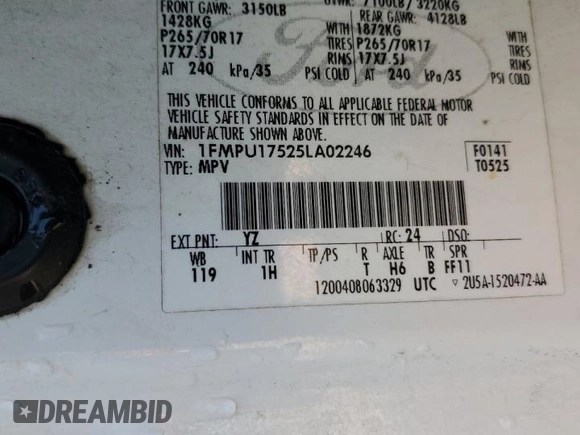 FRONT GAWR: 3150LB
1428KG
P265/70R17
17X7.5J
AT 240 kPa/35
WITH
TIRES
RIMS
PSI COLD
GVWR: 7100LB/ 3220KG
REAR GAWR: 4128LB
1872KG
P265/70R17
17X7.5J
AT 240 kPa/35
WITH
TIRES
RIMS
PSI COLD
Ford
THIS VEHICLE CONFORMS TO ALL APPLICABLE FEDERAL MOTOR
VEHICLE SAFETY STANDARDS IN EFFECT ON THE DATE OF
MANUFACTURE SHOWN ABOVE.
VIN: 1FMPU17525LA02246
TYPE: MPV
F0141
T0525
EXT PNT: YZ RC: 24 DSO:
WB INT TR TP/PS R AXLE TR SPR
119 1H T H6 B FF11
1200408063329 UTC ▽ 2U5A-1520472-AA
DREAMBID